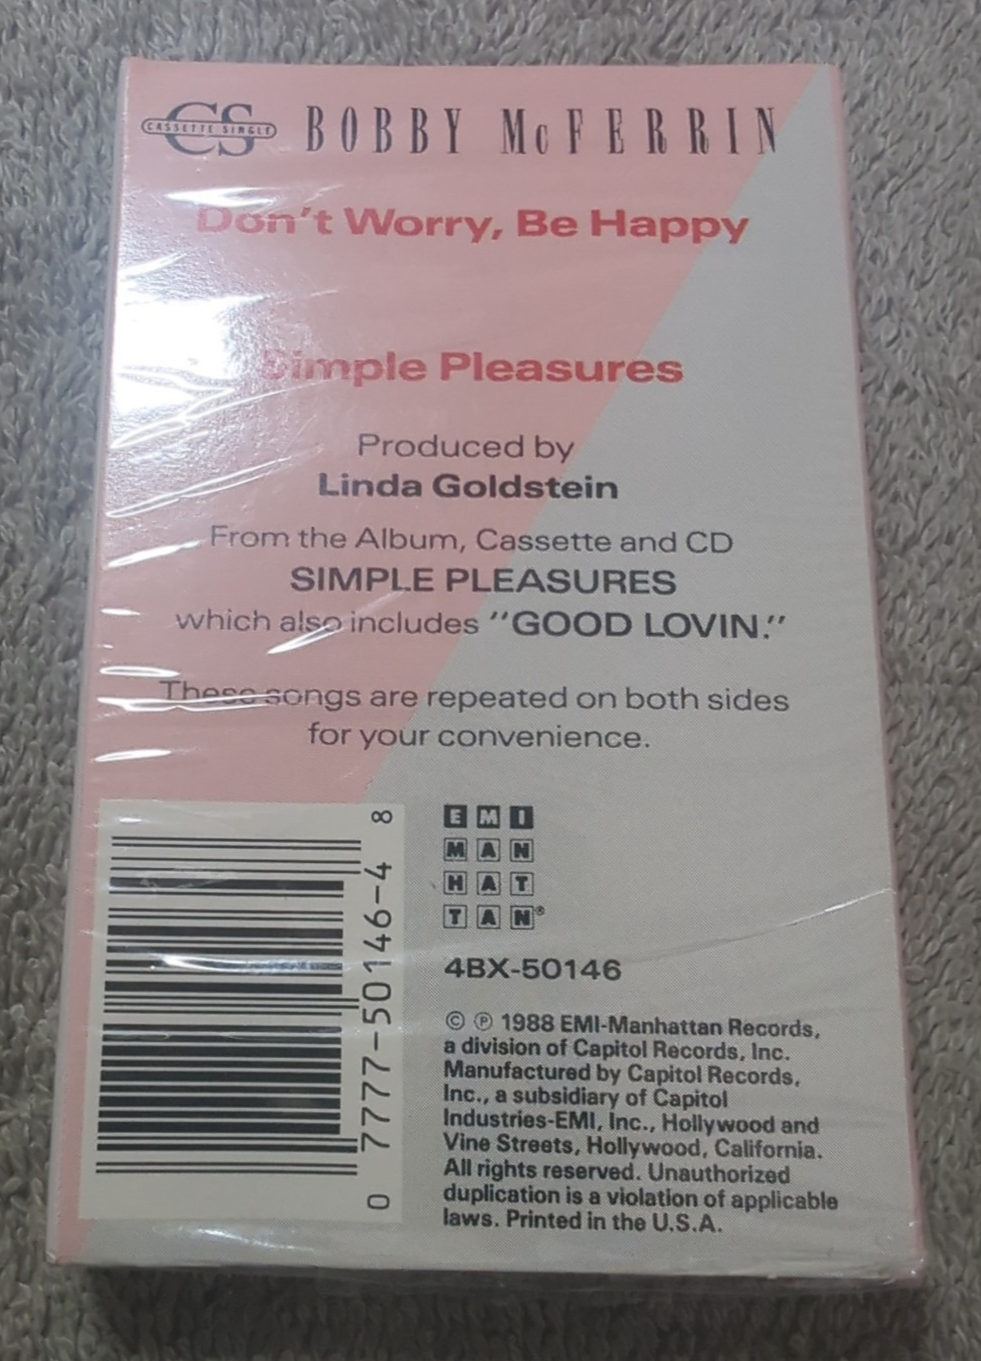 CS CASSETTE SINGLE BOBBY McFERRIN
Don't Worry, Be Happy
Simple Pleasures
Produced by
Linda Goldstein
From the Album, Cassette and CD
SIMPLE PLEASURES
which also includes "GOOD LOVIN."
These songs are repeated on both sides
for your convenience.
0 7777-50146-4 8
EMI
MAN
HAT
TAN®
4BX-50146
© ℗ 1988 EMI-Manhattan Records,
a division of Capitol Records, Inc.
Manufactured by Capitol Records,
Inc., a subsidiary of Capitol
Industries-EMI, Inc., Hollywood and
Vine Streets, Hollywood, California.
All rights reserved. Unauthorized
duplication is a violation of applicable
laws. Printed in the U.S.A.